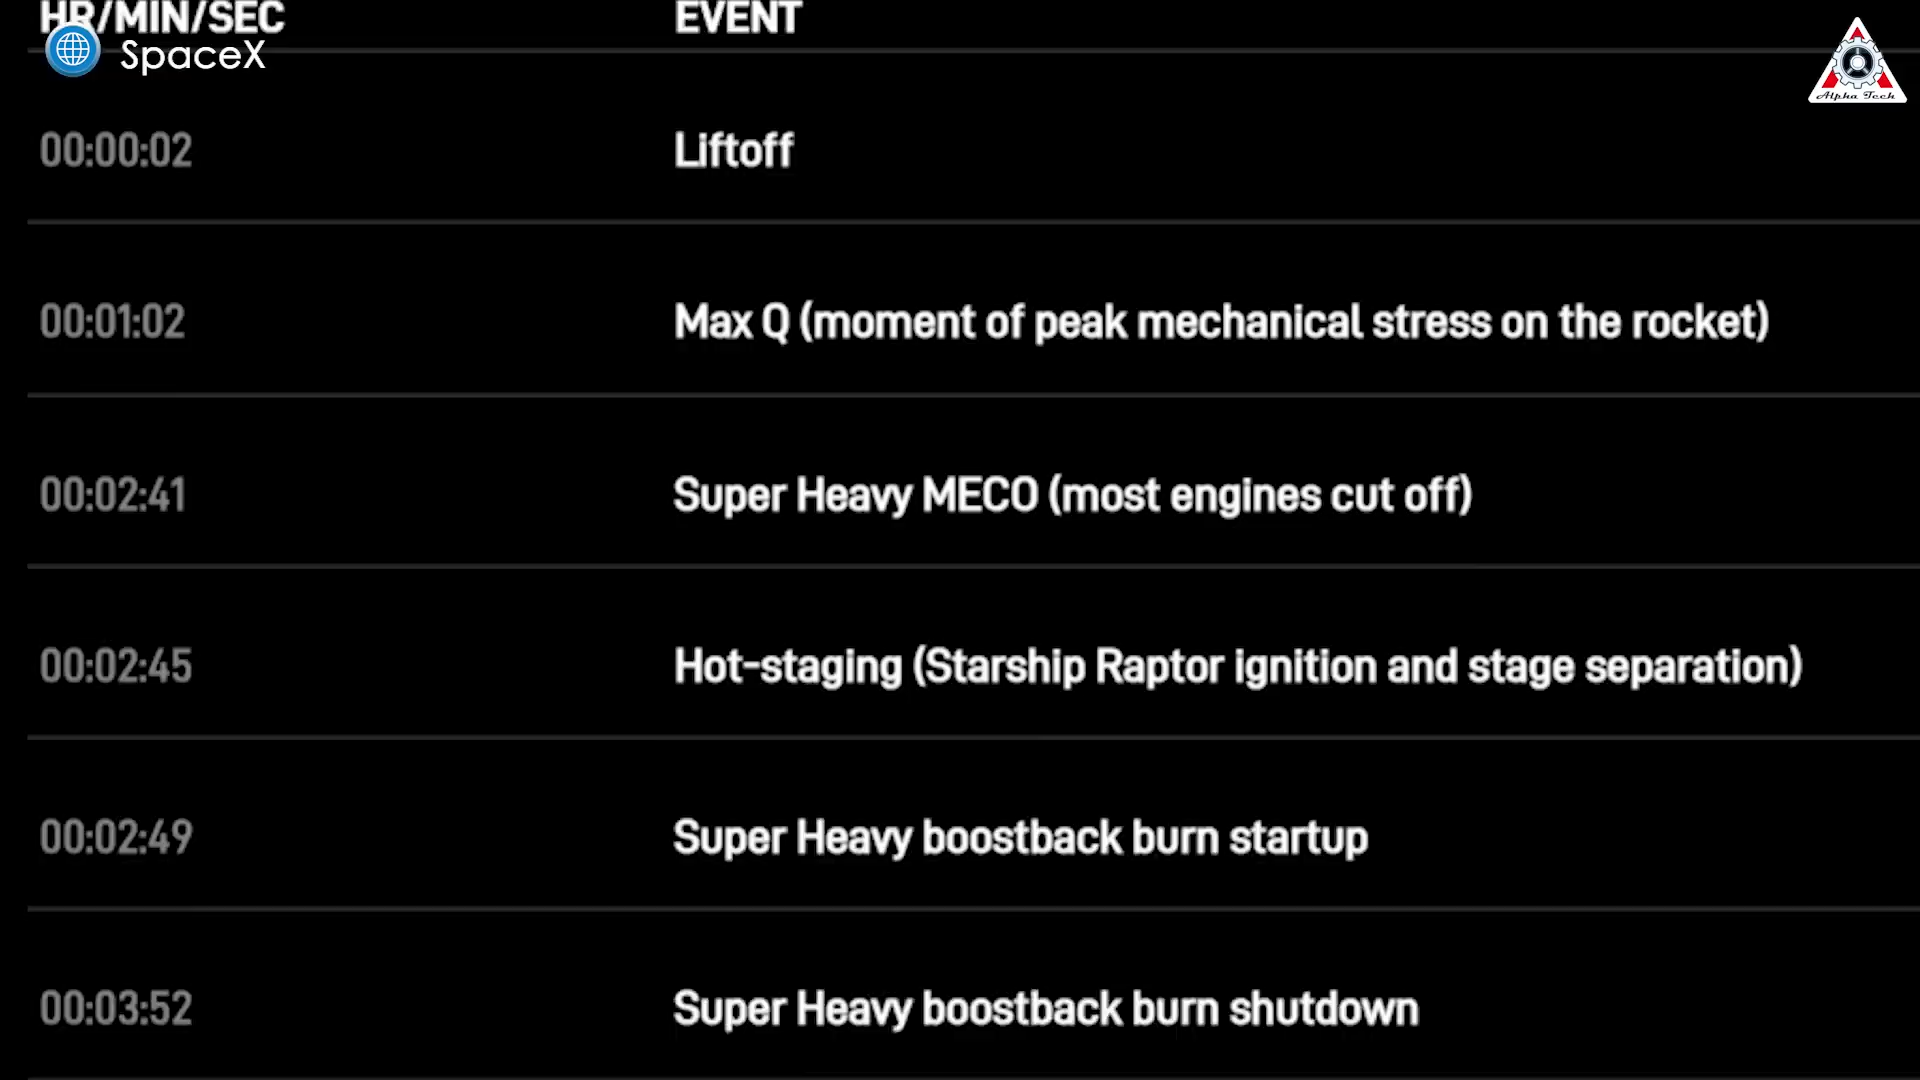 HR/MIN/SEC EVENT
SpaceX
Alpha Tech
00:00:02 Liftoff
00:01:02 Max Q (moment of peak mechanical stress on the rocket)
00:02:41 Super Heavy MECO (most engines cut off)
00:02:45 Hot-staging (Starship Raptor ignition and stage separation)
00:02:49 Super Heavy boostback burn startup
00:03:52 Super Heavy boostback burn shutdown